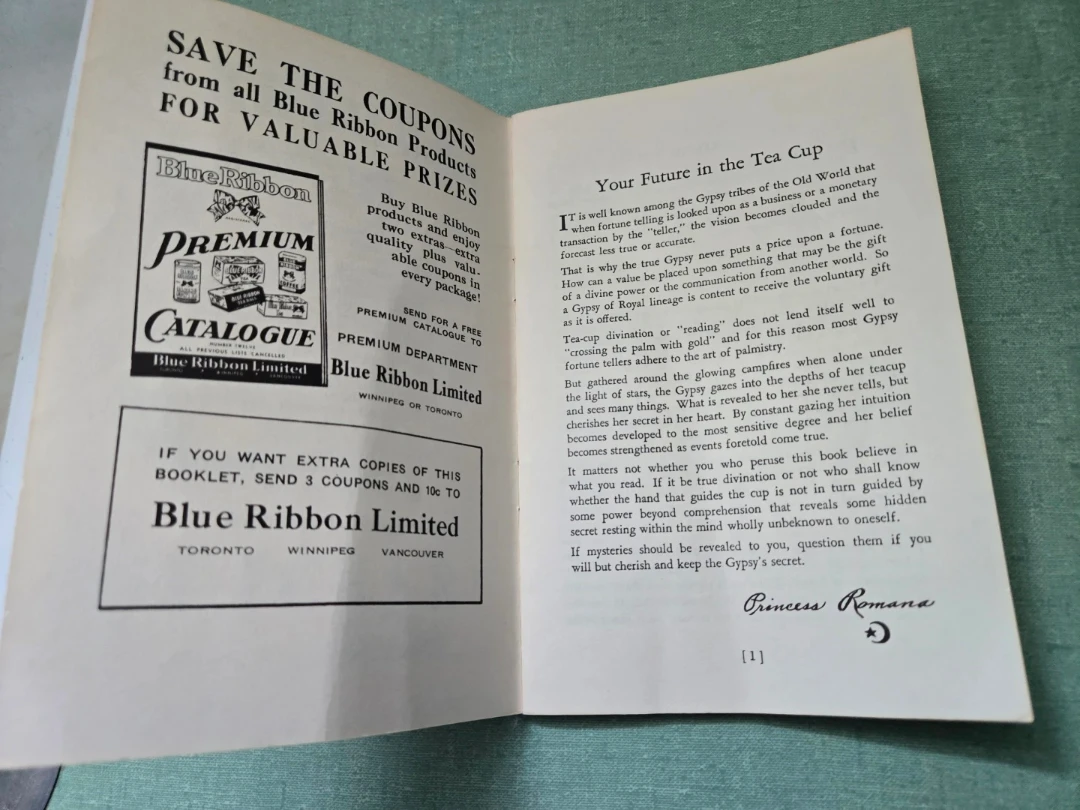 SAVE THE COUPONS
from all Blue Ribbon Products
FOR VALUABLE PRIZES
Blue Ribbon
PREMIUM
CATALOGUE
NUMBER TWELVE
ALL PREVIOUS LISTS CANCELLED
Blue Ribbon Limited
TORONTO WINNIPEG VANCOUVER
Buy Blue Ribbon
products and enjoy
two extras—extra
quality plus valu-
able coupons in
every package!
SEND FOR A FREE
PREMIUM CATALOGUE TO
PREMIUM DEPARTMENT
Blue Ribbon Limited
WINNIPEG OR TORONTO
IF YOU WANT EXTRA COPIES OF THIS
BOOKLET, SEND 3 COUPONS AND 10c TO
Blue Ribbon Limited
TORONTO WINNIPEG VANCOUVER
Your Future in the Tea Cup
IT is well known among the Gypsy tribes of the Old World that
when fortune telling is looked upon as a business or a monetary
transaction by the "teller," the vision becomes clouded and the
forecast less true or accurate.
That is why the true Gypsy never puts a price upon a fortune.
How can a value be placed upon something that may be the gift
of a divine power or the communication from another world. So
a Gypsy of Royal lineage is content to receive the voluntary gift
as it is offered.
Tea-cup divination or "reading" does not lend itself well to
"crossing the palm with gold" and for this reason most Gypsy
fortune tellers adhere to the art of palmistry.
But gathered around the glowing campfires when alone under
the light of stars, the Gypsy gazes into the depths of her teacup
and sees many things. What is revealed to her she never tells, but
cherishes her secret in her heart. By constant gazing her intuition
becomes developed to the most sensitive degree and her belief
becomes strengthened as events foretold come true.
It matters not whether you who peruse this book believe in
what you read. If it be true divination or not who shall know
whether the hand that guides the cup is not in turn guided by
some power beyond comprehension that reveals some hidden
secret resting within the mind wholly unbeknown to oneself.
If mysteries should be revealed to you, question them if you
will but cherish and keep the Gypsy's secret.
Princess Romana
[ 1 ]